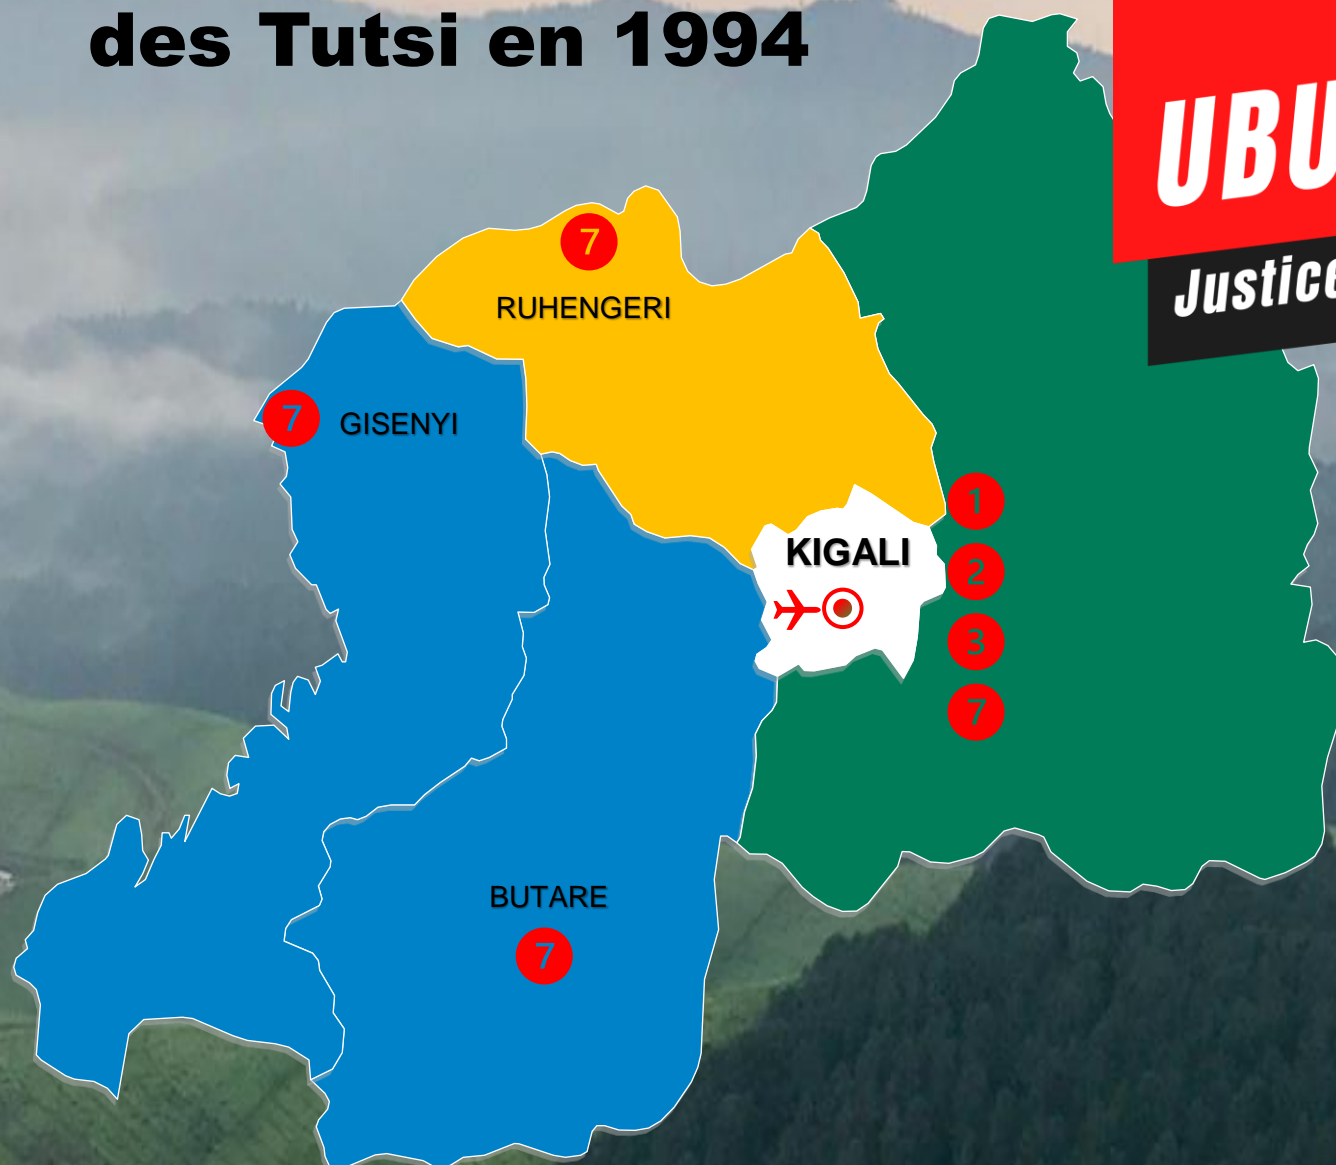 des Tutsi en 1994
UBU
Justice
7
RUHENGERI
7
GISENYI
1
KIGALI
2
3
7
BUTARE
7